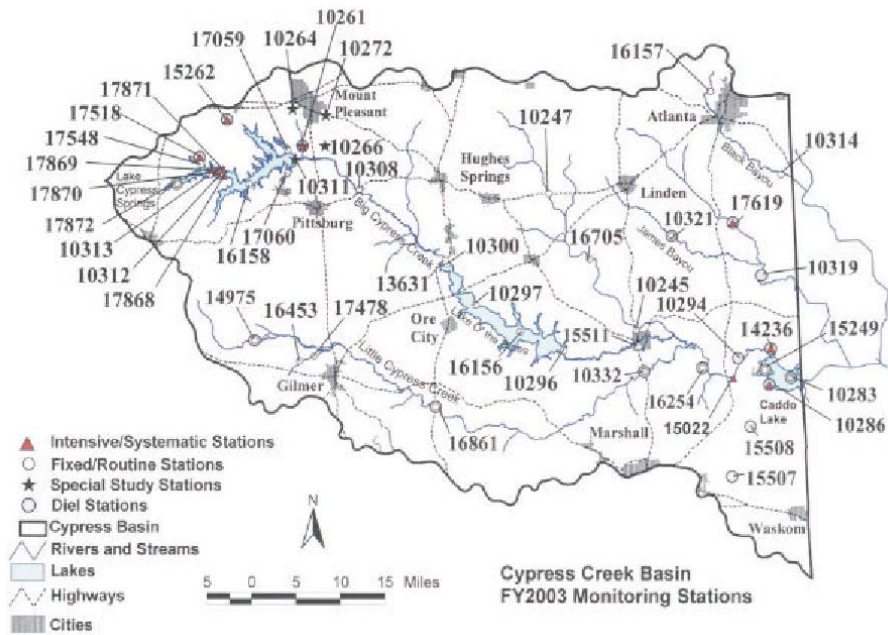 10261
17059
10264
10272
16157
15262
17871
17518
17548
17869
17870
Mount
Pleasant
Atlanta
10247
10314
10266
Black Bayou
Lake
Cypress
Springs
10308
Hughes
Springs
17872
10311
Pittsburg
Linden
10313
17060
10321
17619
10312
16158
Big Cypress Creek
10300
16705
James Bayou
17868
13631
10319
14975
16453
17478
10297
10245
10294
14236
15249
Ore
City
Lake O' the Pines
15511
16156
10296
10332
Gilmer
Little Cypress Creek
16254
10283
Caddo
Lake
10286
15022
16861
Marshall
15508
15507
Waskom
Intensive/Systematic Stations
Fixed/Routine Stations
Special Study Stations
Diel Stations
Cypress Basin
Rivers and Streams
Lakes
Highways
Cities
N
5 0 5 10 15 Miles
Cypress Creek Basin
FY2003 Monitoring Stations